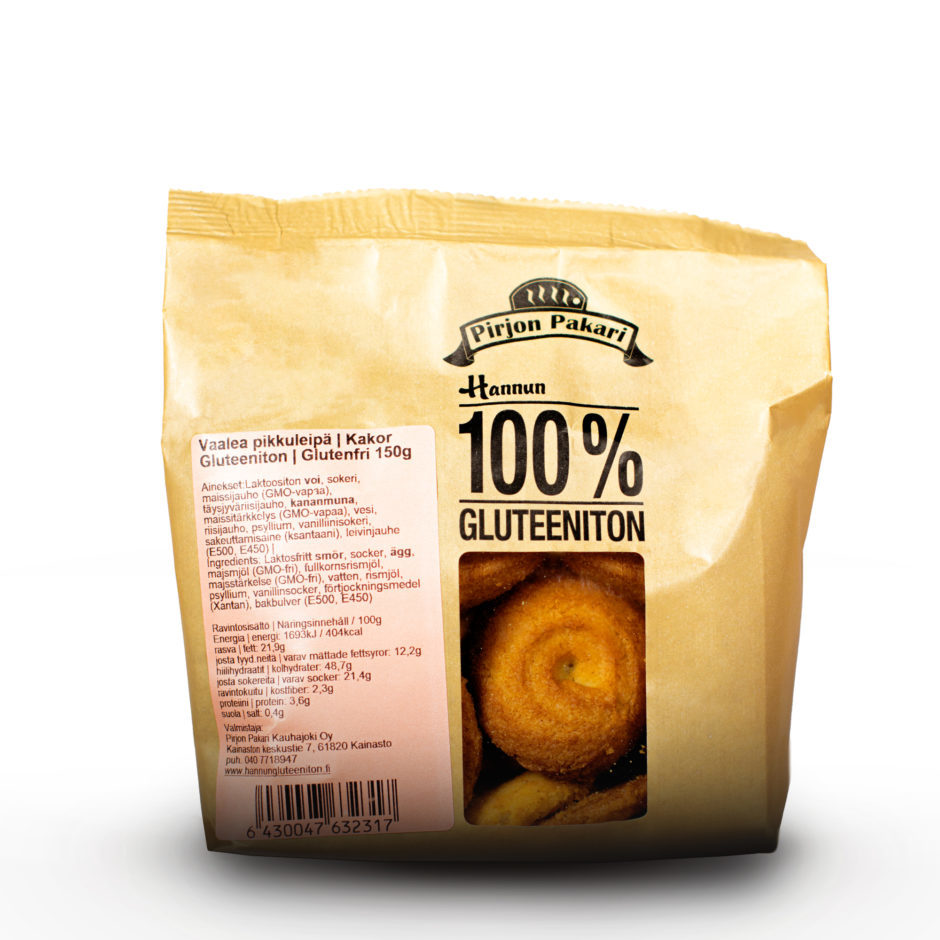 Pirjon Pakari
Hannun
100%
GLUTEENITON
Vaalea pikkuleipä | Kakor
Gluteeniton | Glutenfri 150g
Ainekset:Laktoositon voi, sokeri,
maissijauho (GMO-vapaa),
täysjyväriisijauho, kananmuna,
maissitärkkelys (GMO-vapaa), vesi,
riisijauho, psyllium, vanilliinisokeri,
sakeuttamisaine (ksantaani), leivinjauhe
(E500, E450) |
Ingredients: Laktosfritt smör, socker, ägg,
majsmjöl (GMO-fri), fullkornsrismjöl,
majsstärkelse (GMO-fri), vatten, rismjöl,
psyllium, vanillinsocker, förtjockningsmedel
(Xantan), bakbulver (E500, E450)
Ravintosisältö | Näringsinnehåll / 100g
Energia | energi: 1693kJ / 404kcal
rasva | fett: 21,9g
josta tyyd.neitä | varav mättade fettsyror: 12,2g
hiilihydraatit | kolhydrater: 48,7g
josta sokereita | varav socker: 21,4g
ravintokuitu | kostfiber: 2,3g
proteiini | protein: 3,6g
suola | salt: 0,4g
Valmistaja:
Pirjon Pakari Kauhajoki Oy
Kainaston keskustie 7, 61820 Kainasto
puh. 040 7718947
www.hannungluteeniton.fi
6 430047 632317